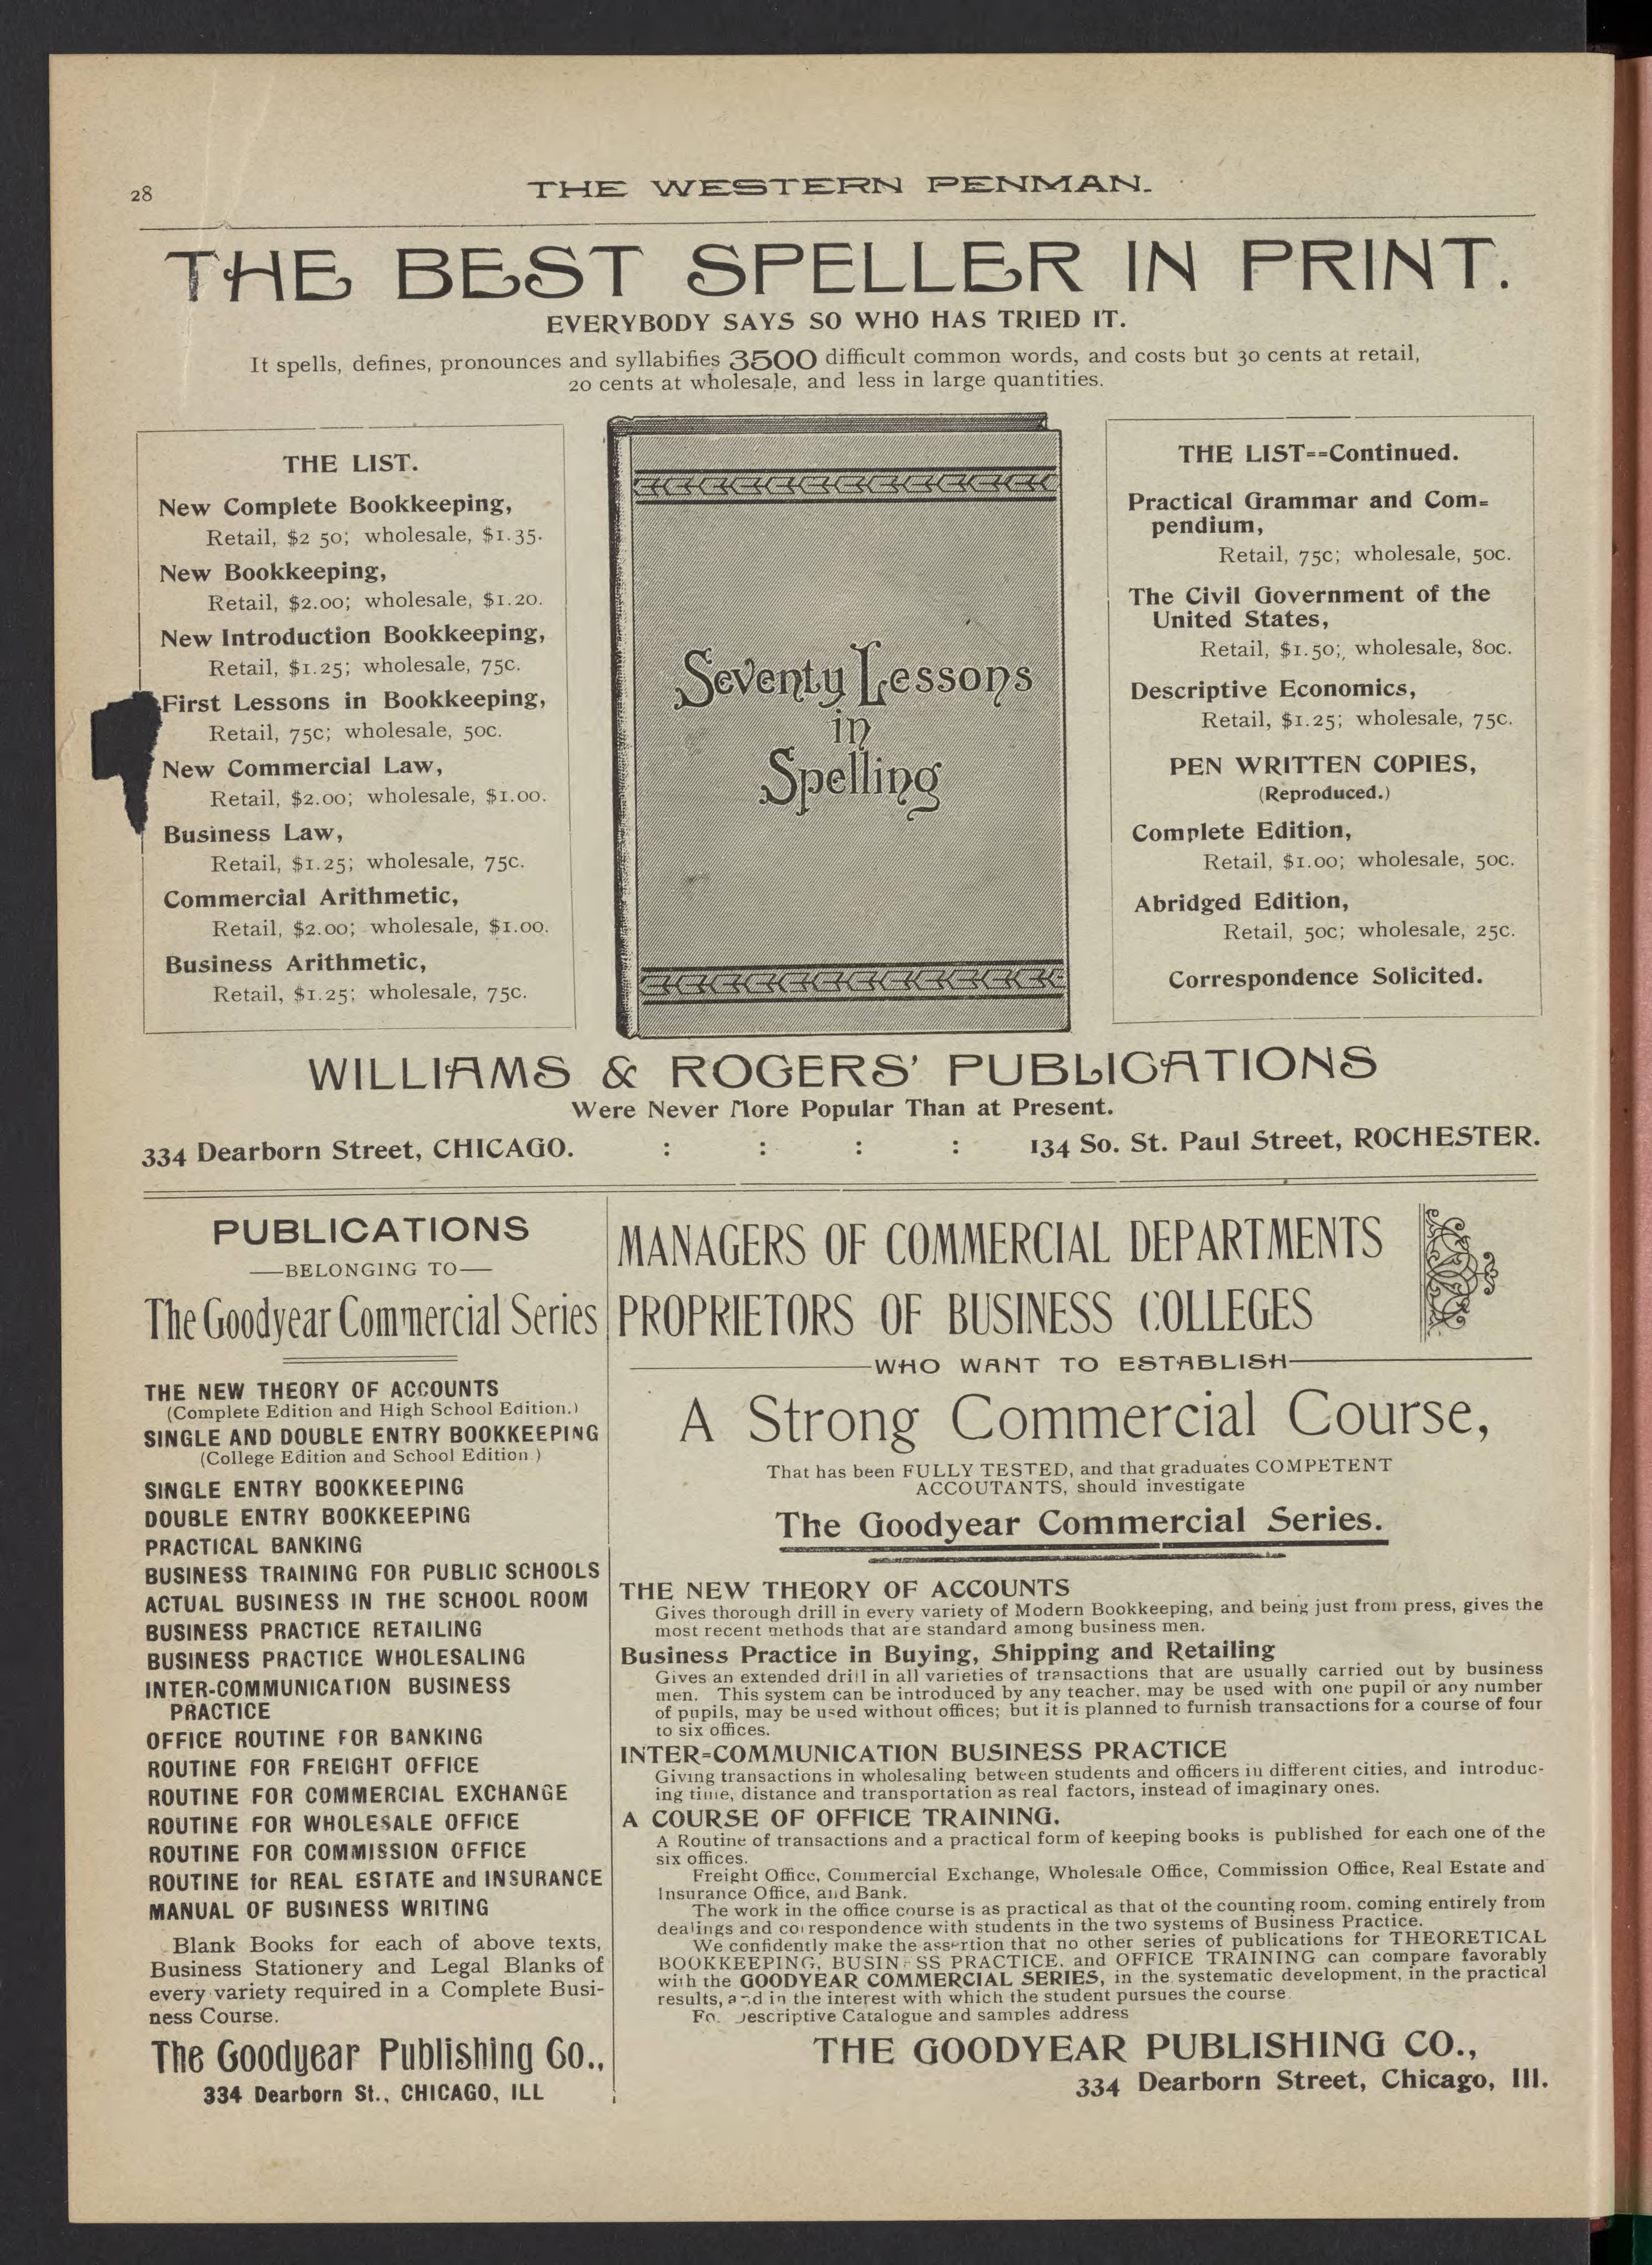 28
THE WESTERN PENMAN.
THE BEST SPELLER IN PRINT.
EVERYBODY SAYS SO WHO HAS TRIED IT.
It spells, defines, pronounces and syllabifies 3500 difficult common words, and costs but 30 cents at retail,
20 cents at wholesale, and less in large quantities.
THE LIST.
New Complete Bookkeeping,
Retail, $2 50; wholesale, $1.35.
New Bookkeeping,
Retail, $2.00; wholesale, $1.20.
New Introduction Bookkeeping,
Retail, $1.25; wholesale, 75c.
First Lessons in Bookkeeping,
Retail, 75c; wholesale, 50c.
New Commercial Law,
Retail, $2.00; wholesale, $1.00.
Business Law,
Retail, $1.25; wholesale, 75c.
Commercial Arithmetic,
Retail, $2.00; wholesale, $1.00.
Business Arithmetic,
Retail, $1.25; wholesale, 75c.
Seventy Lessons
in
Spelling
THE LIST==Continued.
Practical Grammar and Com=
pendium,
Retail, 75c; wholesale, 50c.
The Civil Government of the
United States,
Retail, $1.50; wholesale, 80c.
Descriptive Economics,
Retail, $1.25; wholesale, 75c.
PEN WRITTEN COPIES,
(Reproduced.)
Complete Edition,
Retail, $1.00; wholesale, 50c.
Abridged Edition,
Retail, 50c; wholesale, 25c.
Correspondence Solicited.
WILLIAMS & ROGERS' PUBLICATIONS
Were Never More Popular Than at Present.
334 Dearborn Street, CHICAGO. : : : : 134 So. St. Paul Street, ROCHESTER.
PUBLICATIONS
—BELONGING TO—
The Goodyear Commercial Series
THE NEW THEORY OF ACCOUNTS
(Complete Edition and High School Edition.)
SINGLE AND DOUBLE ENTRY BOOKKEEPING
(College Edition and School Edition )
SINGLE ENTRY BOOKKEEPING
DOUBLE ENTRY BOOKKEEPING
PRACTICAL BANKING
BUSINESS TRAINING FOR PUBLIC SCHOOLS
ACTUAL BUSINESS IN THE SCHOOL ROOM
BUSINESS PRACTICE RETAILING
BUSINESS PRACTICE WHOLESALING
INTER-COMMUNICATION BUSINESS
PRACTICE
OFFICE ROUTINE FOR BANKING
ROUTINE FOR FREIGHT OFFICE
ROUTINE FOR COMMERCIAL EXCHANGE
ROUTINE FOR WHOLESALE OFFICE
ROUTINE FOR COMMISSION OFFICE
ROUTINE for REAL ESTATE and INSURANCE
MANUAL OF BUSINESS WRITING
Blank Books for each of above texts,
Business Stationery and Legal Blanks of
every variety required in a Complete Busi-
ness Course.
The Goodyear Publishing Co.,
334 Dearborn St., CHICAGO, ILL
MANAGERS OF COMMERCIAL DEPARTMENTS
PROPRIETORS OF BUSINESS COLLEGES
—WHO WANT TO ESTABLISH—
A Strong Commercial Course,
That has been FULLY TESTED, and that graduates COMPETENT
ACCOUTANTS, should investigate
The Goodyear Commercial Series.
THE NEW THEORY OF ACCOUNTS
Gives thorough drill in every variety of Modern Bookkeeping, and being just from press, gives the
most recent methods that are standard among business men.
Business Practice in Buying, Shipping and Retailing
Gives an extended drill in all varieties of transactions that are usually carried out by business
men. This system can be introduced by any teacher, may be used with one pupil or any number
of pupils, may be used without offices; but it is planned to furnish transactions for a course of four
to six offices.
INTER=COMMUNICATION BUSINESS PRACTICE
Giving transactions in wholesaling between students and officers in different cities, and introduc-
ing time, distance and transportation as real factors, instead of imaginary ones.
A COURSE OF OFFICE TRAINING.
A Routine of transactions and a practical form of keeping books is published for each one of the
six offices.
Freight Office, Commercial Exchange, Wholesale Office, Commission Office, Real Estate and
Insurance Office, and Bank.
The work in the office course is as practical as that of the counting room, coming entirely from
dealings and correspondence with students in the two systems of Business Practice.
We confidently make the assertion that no other series of publications for THEORETICAL
BOOKKEEPING, BUSINESS PRACTICE, and OFFICE TRAINING can compare favorably
with the GOODYEAR COMMERCIAL SERIES, in the systematic development, in the practical
results, and in the interest with which the student pursues the course
For Descriptive Catalogue and samples address
THE GOODYEAR PUBLISHING CO.,
334 Dearborn Street, Chicago, Ill.